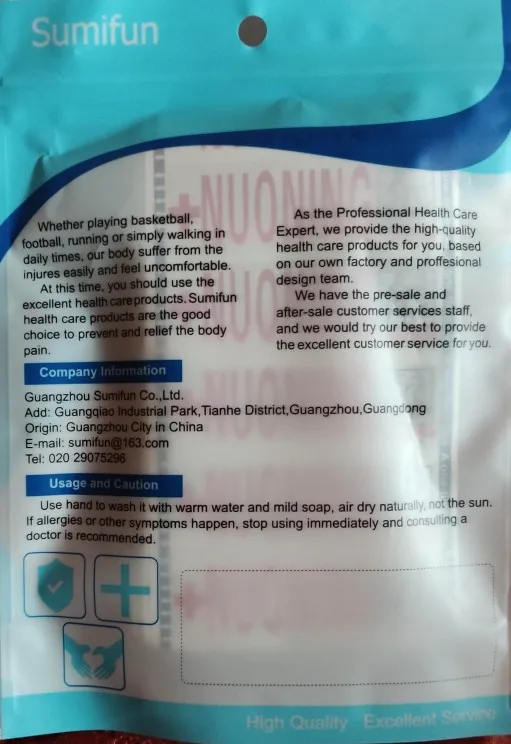 Sumifun
+NUONING
Whether playing basketball,
football, running or simply walking in
daily times, our body suffer from the
injures easily and feel uncomfortable.
At this time, you should use the
excellent health care products. Sumifun
health care products are the good
choice to prevent and relief the body
pain.
As the Professional Health Care
Expert, we provide the high-quality
health care products for you, based
on our own factory and proffesional
design team.
We have the pre-sale and
after-sale customer services staff,
and we would try our best to provide
the excellent customer service for you.
Company Information
Guangzhou Sumifun Co.,Ltd.
Add: Guangqiao Industrial Park,Tianhe District,Guangzhou,Guangdong
Origin: Guangzhou City in China
E-mail: sumifun@163.com
Tel: 020 29075296
Usage and Caution
Use hand to wash it with warm water and mild soap, air dry naturally, not the sun.
If allergies or other symptoms happen, stop using immediately and consulting a
doctor is recommended.
High Quality Excellent Service